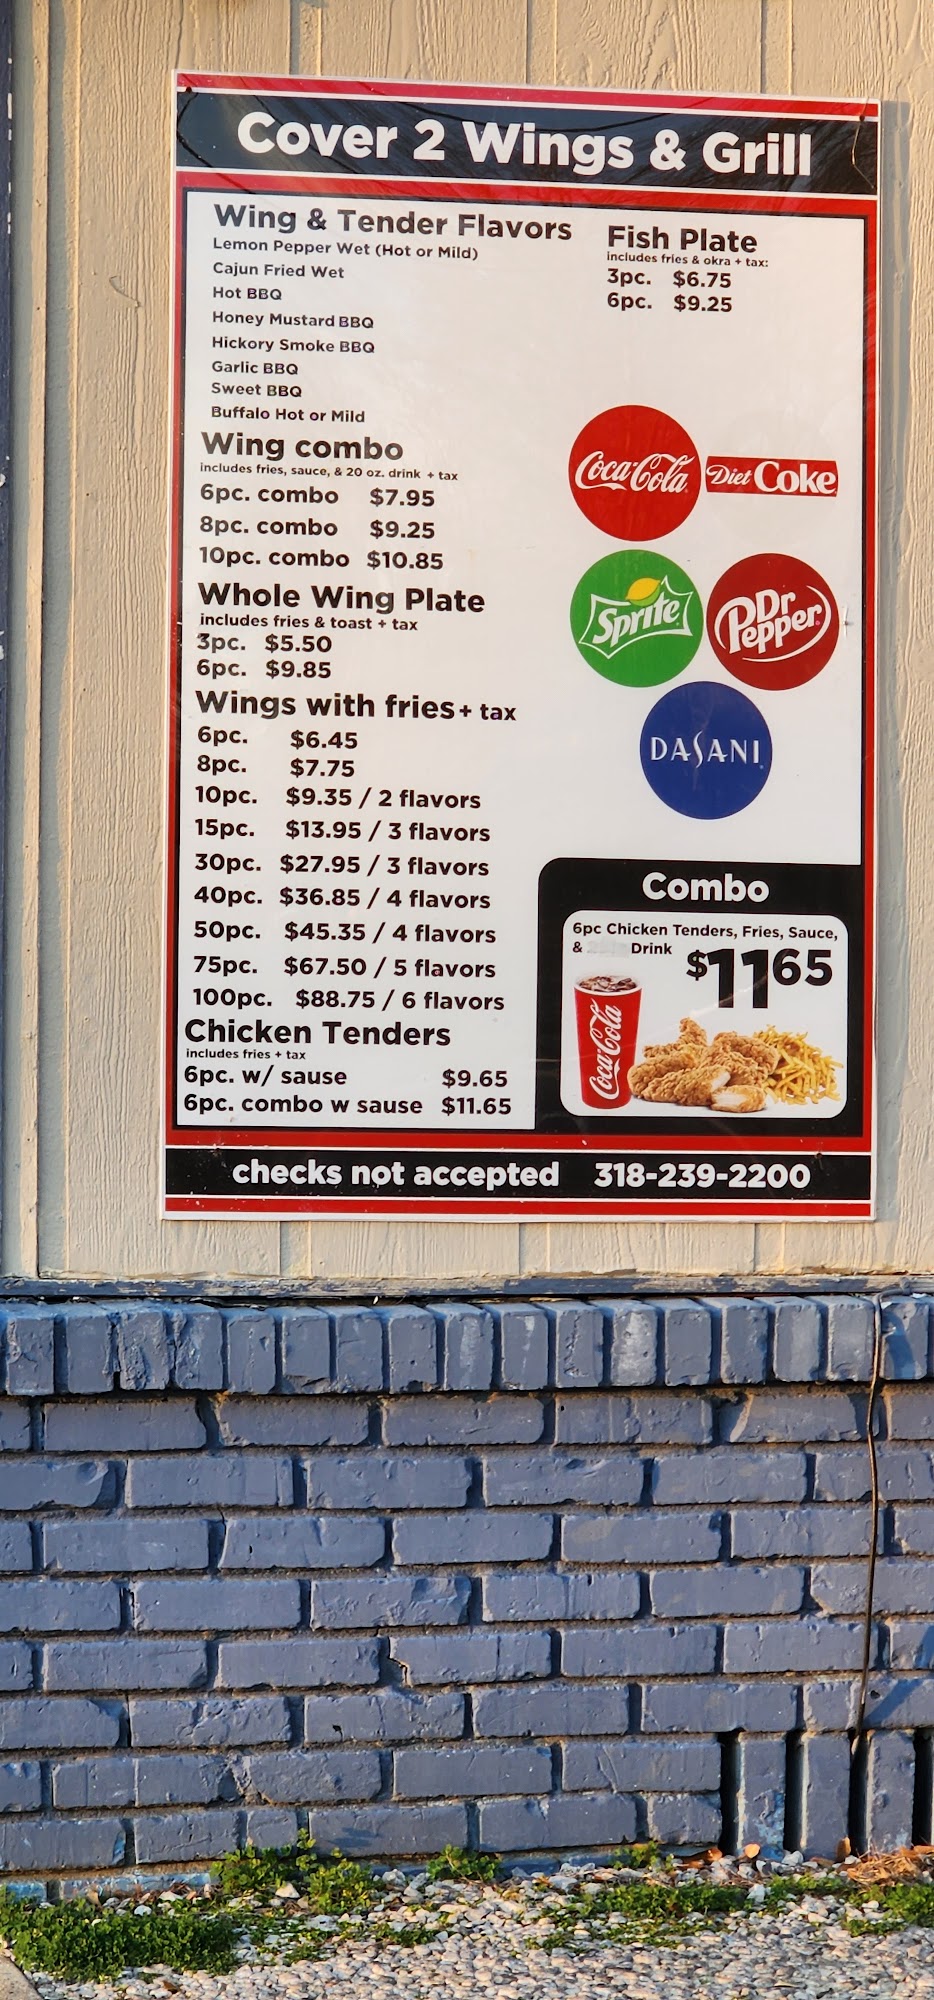 Cover 2 Wings & Grill
Wing & Tender Flavors
Lemon Pepper Wet (Hot or Mild)
Cajun Fried Wet
Hot BBQ
Honey Mustard BBQ
Hickory Smoke BBQ
Garlic BBQ
Sweet BBQ
Buffalo Hot or Mild
Wing combo
includes fries, sauce, & 20 oz. drink + tax
6pc. combo $7.95
8pc. combo $9.25
10pc. combo $10.85
Whole Wing Plate
includes fries & toast + tax
3pc. $5.50
6pc. $9.85
Wings with fries + tax
6pc. $6.45
8pc. $7.75
10pc. $9.35 / 2 flavors
15pc. $13.95 / 3 flavors
30pc. $27.95 / 3 flavors
40pc. $36.85 / 4 flavors
50pc. $45.35 / 4 flavors
75pc. $67.50 / 5 flavors
100pc. $88.75 / 6 flavors
Chicken Tenders
includes fries + tax
6pc. w/ sause $9.65
6pc. combo w sause $11.65
Fish Plate
includes fries & okra + tax:
3pc. $6.75
6pc. $9.25
Coca-Cola
Diet Coke
Sprite
Dr Pepper
DASANI
Combo
6pc Chicken Tenders, Fries, Sauce,
& Drink
$1165
Coca-Cola
checks not accepted 318-239-2200